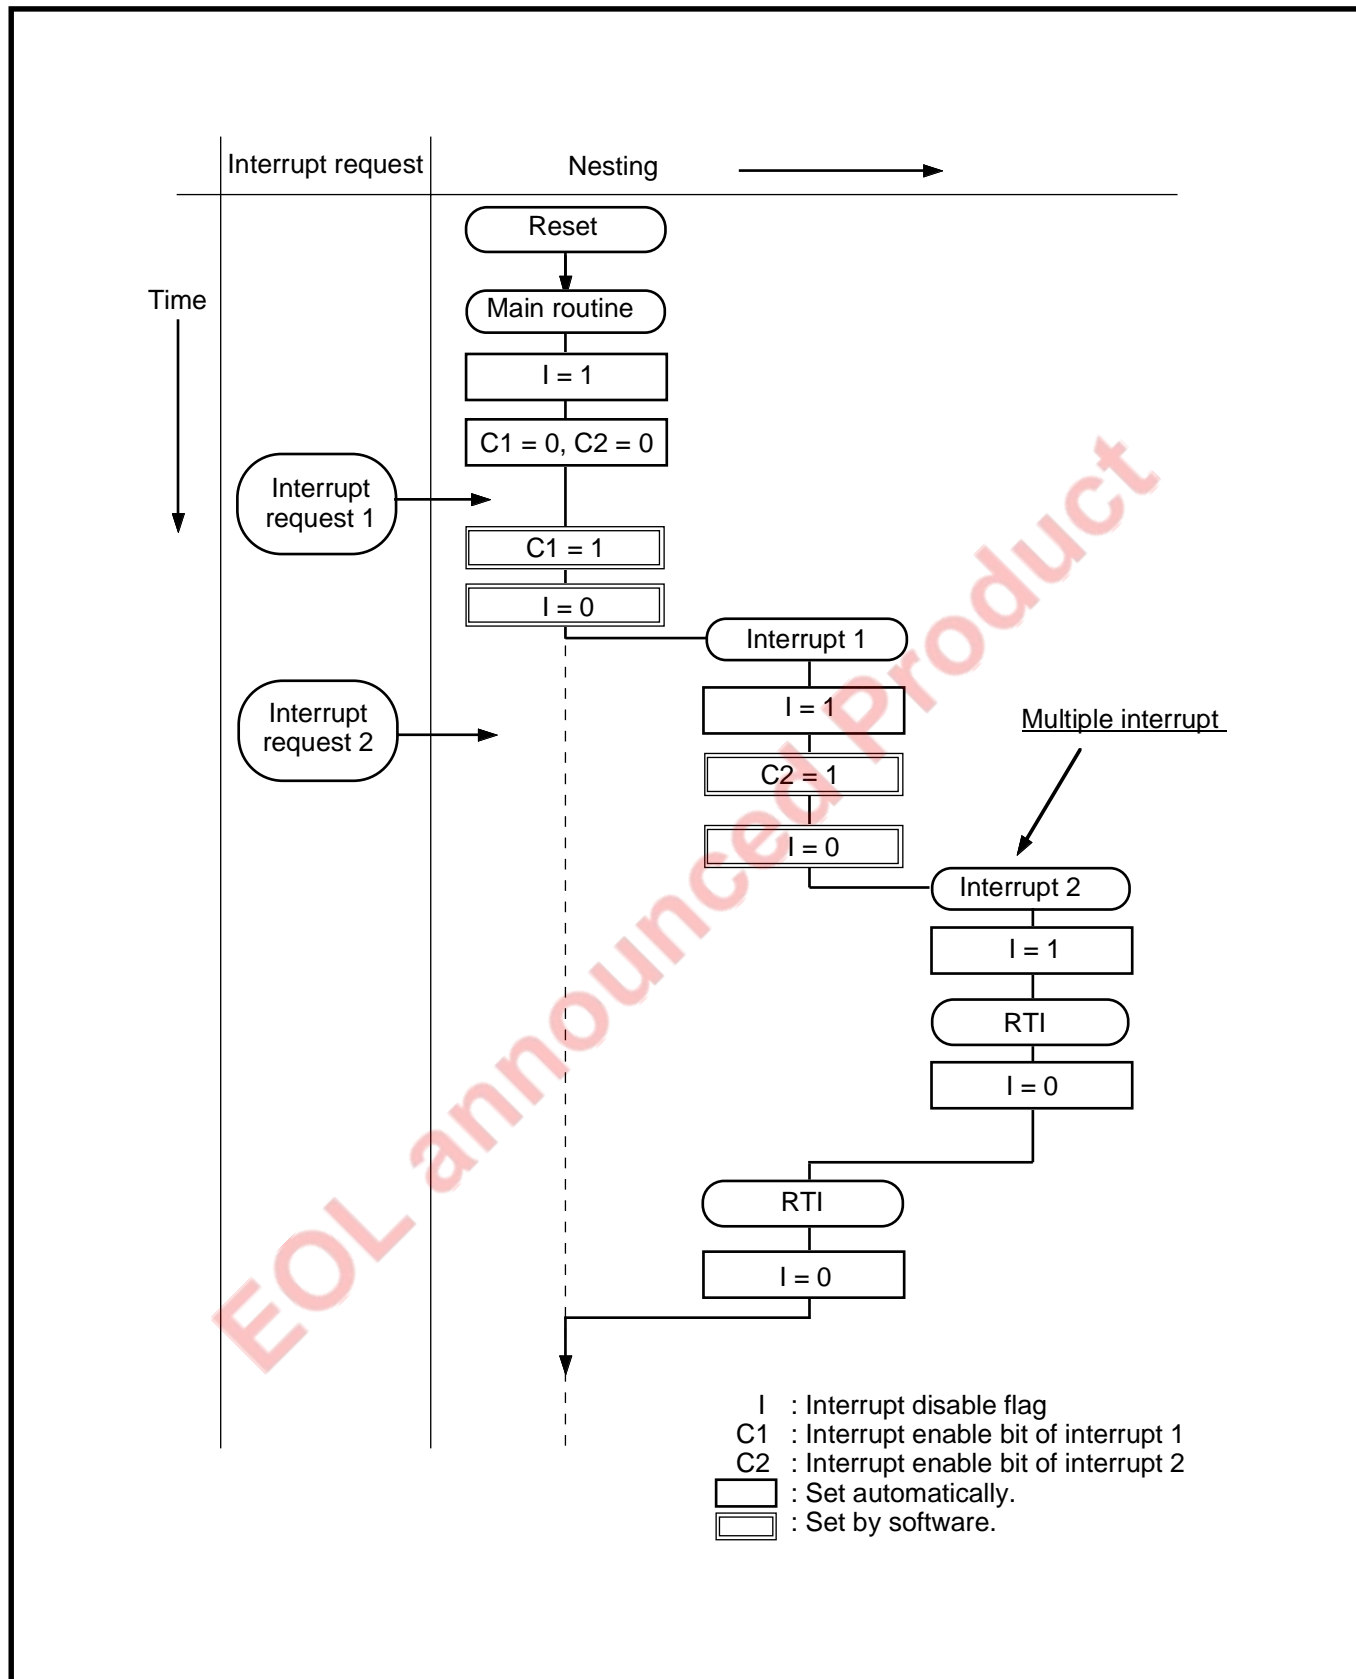 Interrupt request
Nesting
Reset
Time
Main routine
I = 1
C1 = 0, C2 = 0
Interrupt
request 1
C1 = 1
I = 0
Interrupt 1
I = 1
Interrupt
request 2
Multiple interrupt
C2 = 1
I = 0
Interrupt 2
I = 1
RTI
I = 0
RTI
I = 0
I : Interrupt disable flag
C1 : Interrupt enable bit of interrupt 1
C2 : Interrupt enable bit of interrupt 2
: Set automatically.
: Set by software.
EOL announced Product